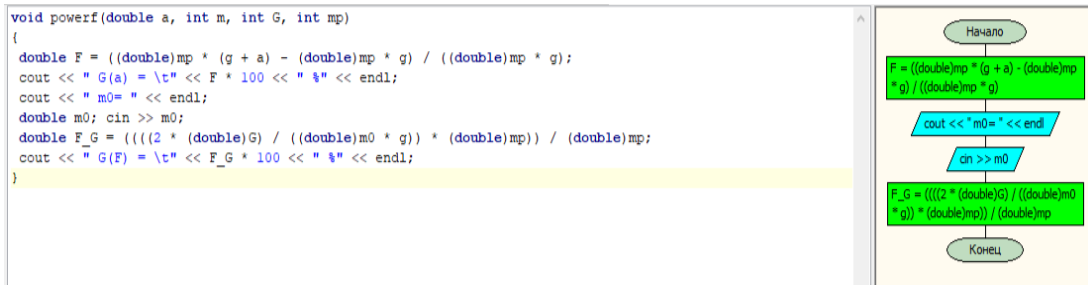 void powerf(double a, int m, int G, int mp)
{
double F = ((double)mp * (g + a) - (double)mp * g) / ((double)mp * g);
cout << " G(a) = \t" << F * 100 << " %" << endl;
cout << " m0= " << endl;
double m0; cin >> m0;
double F_G = ((((2 * (double)G) / ((double)m0 * g)) * (double)mp)) / (double)mp;
cout << " G(F) = \t" << F_G * 100 << " %" << endl;
}
Начало
F = ((double)mp * (g + a) - (double)mp
* g) / ((double)mp * g)
cout << " m0= " << endl
cin >> m0
F_G = ((((2 * (double)G) / ((double)m0
* g)) * (double)mp)) / (double)mp
Конец